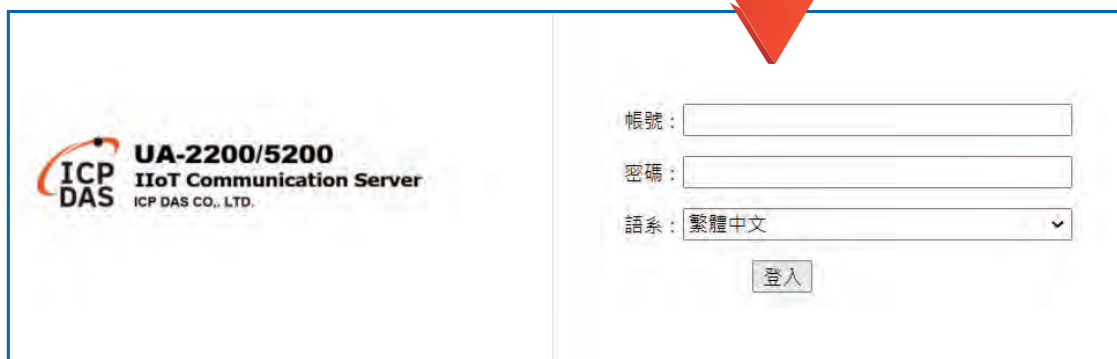 ICP
DAS
UA-2200/5200
IIoT Communication Server
ICP DAS CO,. LTD.
帳號：
密碼：
語系：繁體中文
登入